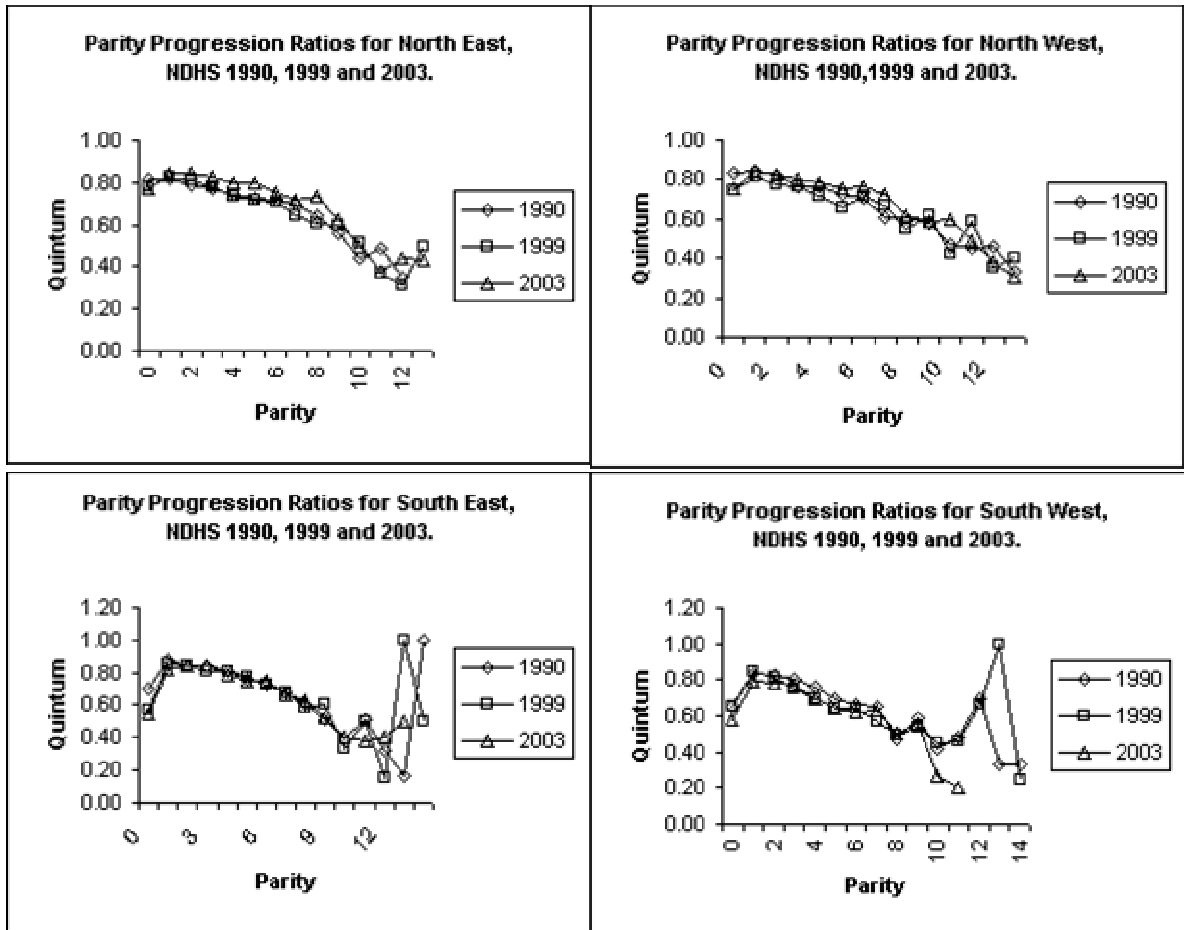 Parity Progression Ratios for North East,
NDHS 1990, 1999 and 2003.
1.00
0.80
0.60
0.40
0.20
0.00
Quintum
0 2 4 6 8 10 12
Parity
1990
1999
2003
Parity Progression Ratios for North West,
NDHS 1990,1999 and 2003.
1.00
0.80
0.60
0.40
0.20
0.00
Quintum
0 2 4 6 8 10 12
Parity
1990
1999
2003
Parity Progression Ratios for South East,
NDHS 1990, 1999 and 2003.
1.20
1.00
0.80
0.60
0.40
0.20
0.00
Quintum
0 3 6 9 12
Parity
1990
1999
2003
Parity Progression Ratios for South West,
NDHS 1990, 1999 and 2003.
1.20
1.00
0.80
0.60
0.40
0.20
0.00
Quintum
0 2 4 6 8 10 12 14
Parity
1990
1999
2003